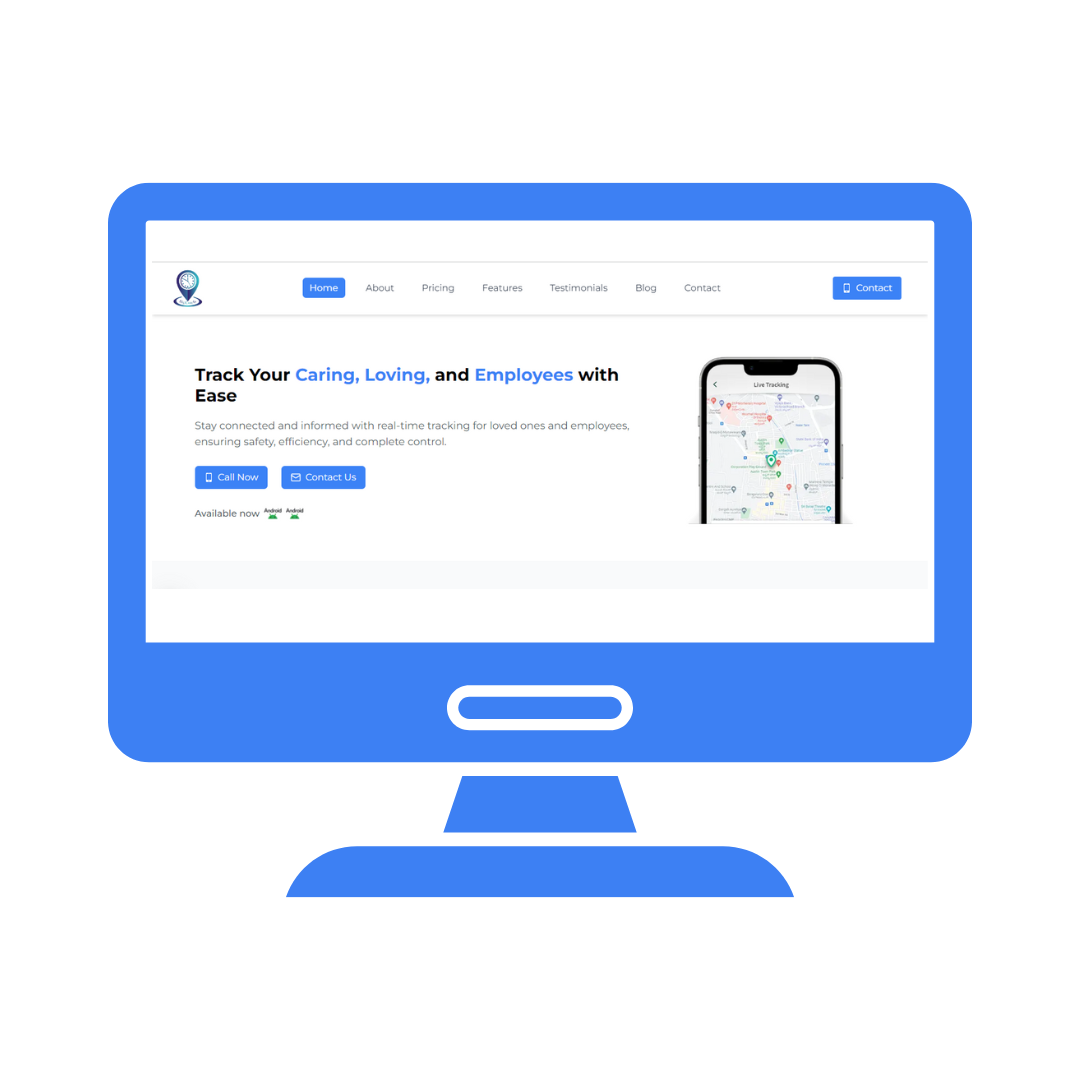 Home
About
Pricing
Features
Testimonials
Blog
Contact
Contact
Track Your Caring, Loving, and Employees with
Ease
Stay connected and informed with real-time tracking for loved ones and employees,
ensuring safety, efficiency, and complete control.
Call Now
Contact Us
Available now
Android
Android
Live Tracking